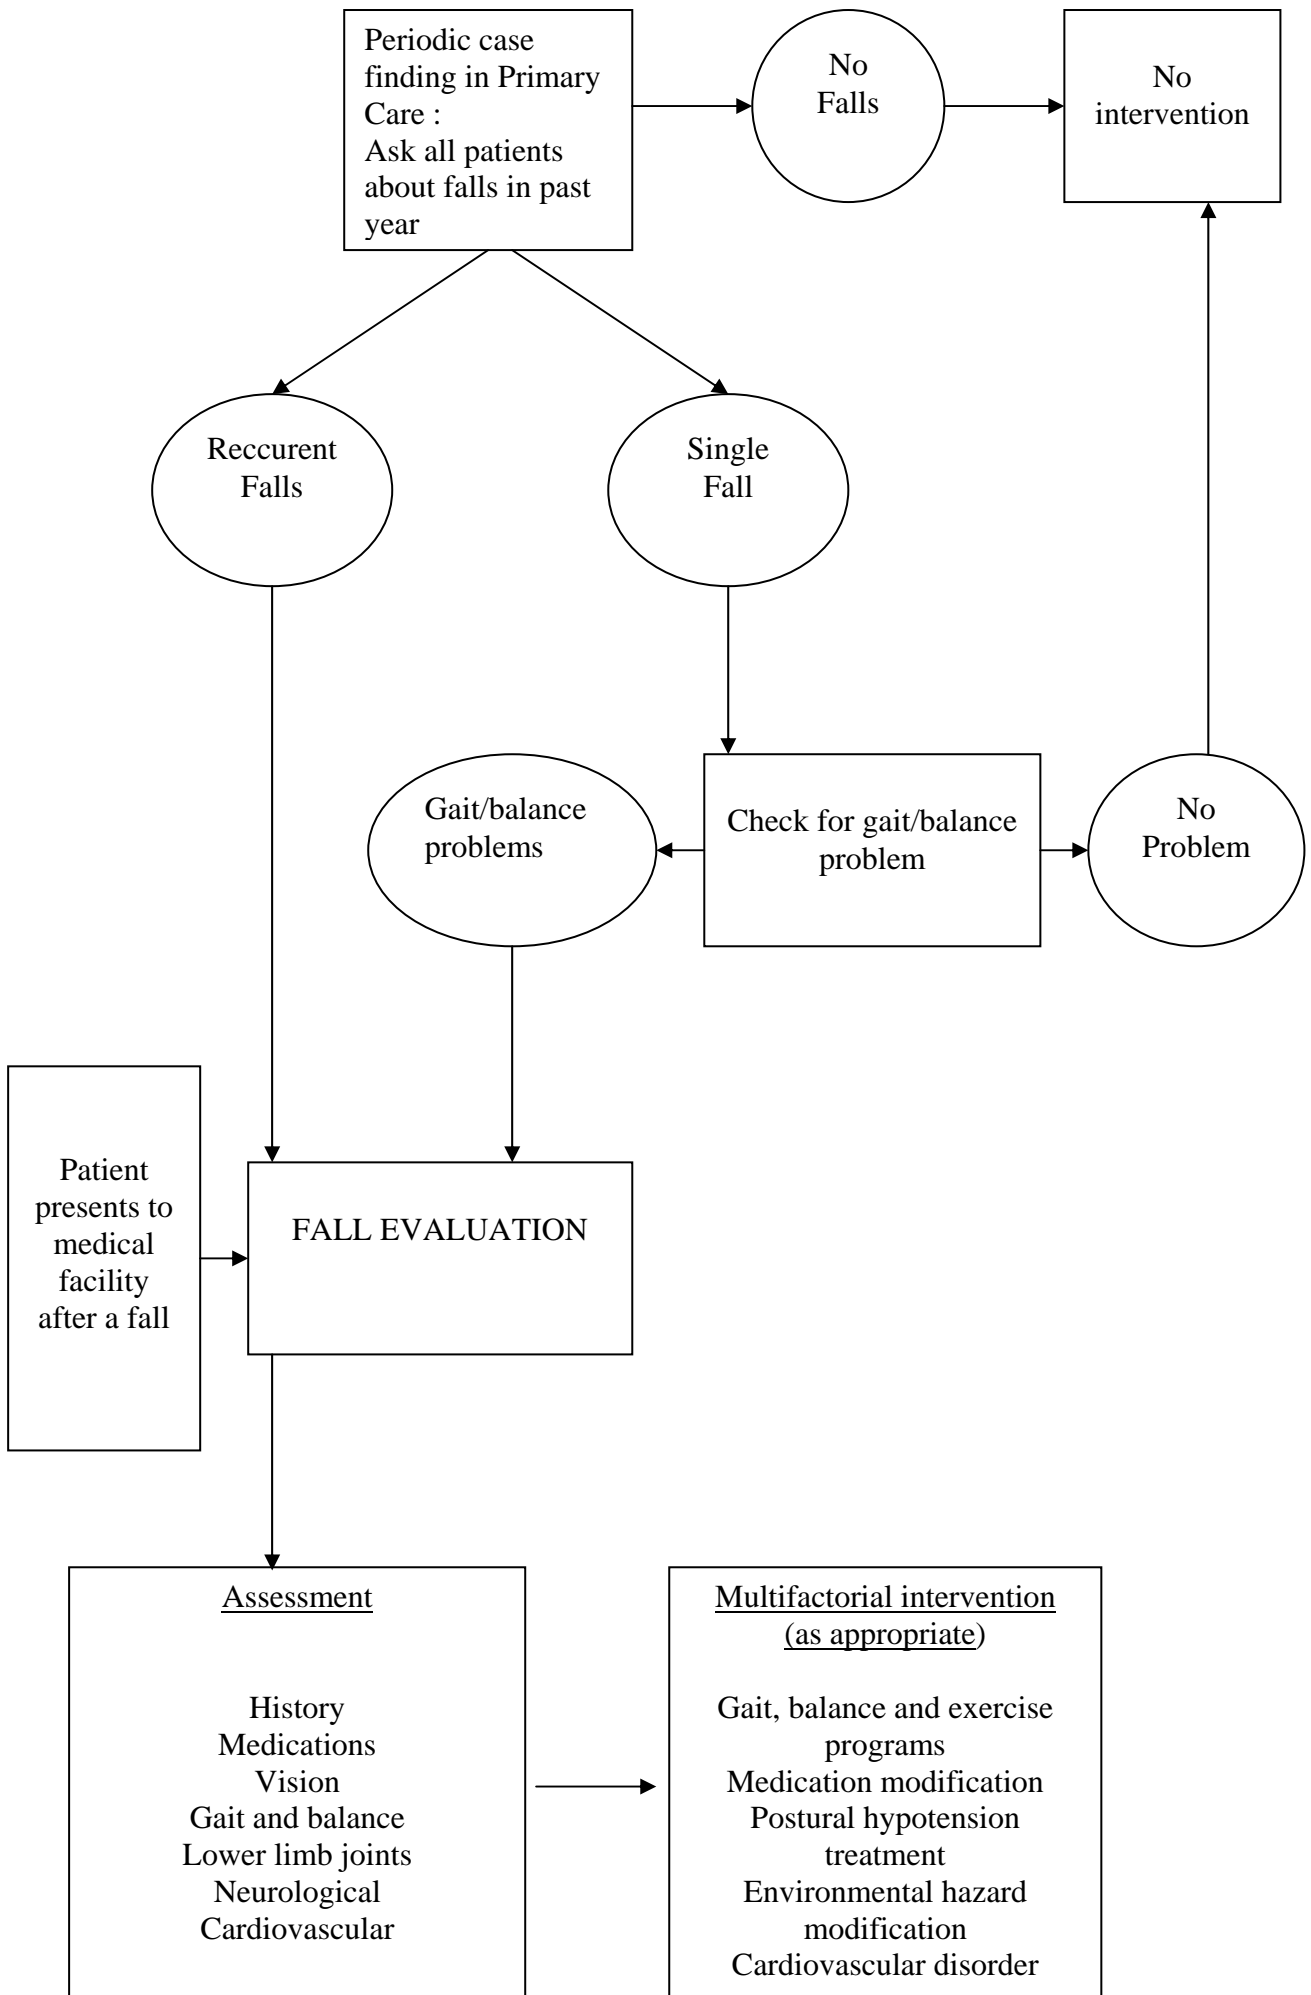 Periodic case
finding in Primary
Care :
Ask all patients
about falls in past
year
No
Falls
No
intervention
Reccurent
Falls
Single
Fall
Gait/balance
problems
Check for gait/balance
problem
No
Problem
Patient
presents to
medical
facility
after a fall
FALL EVALUATION
Assessment
History
Medications
Vision
Gait and balance
Lower limb joints
Neurological
Cardiovascular
Multifactorial intervention
(as appropriate)
Gait, balance and exercise
programs
Medication modification
Postural hypotension
treatment
Environmental hazard
modification
Cardiovascular disorder